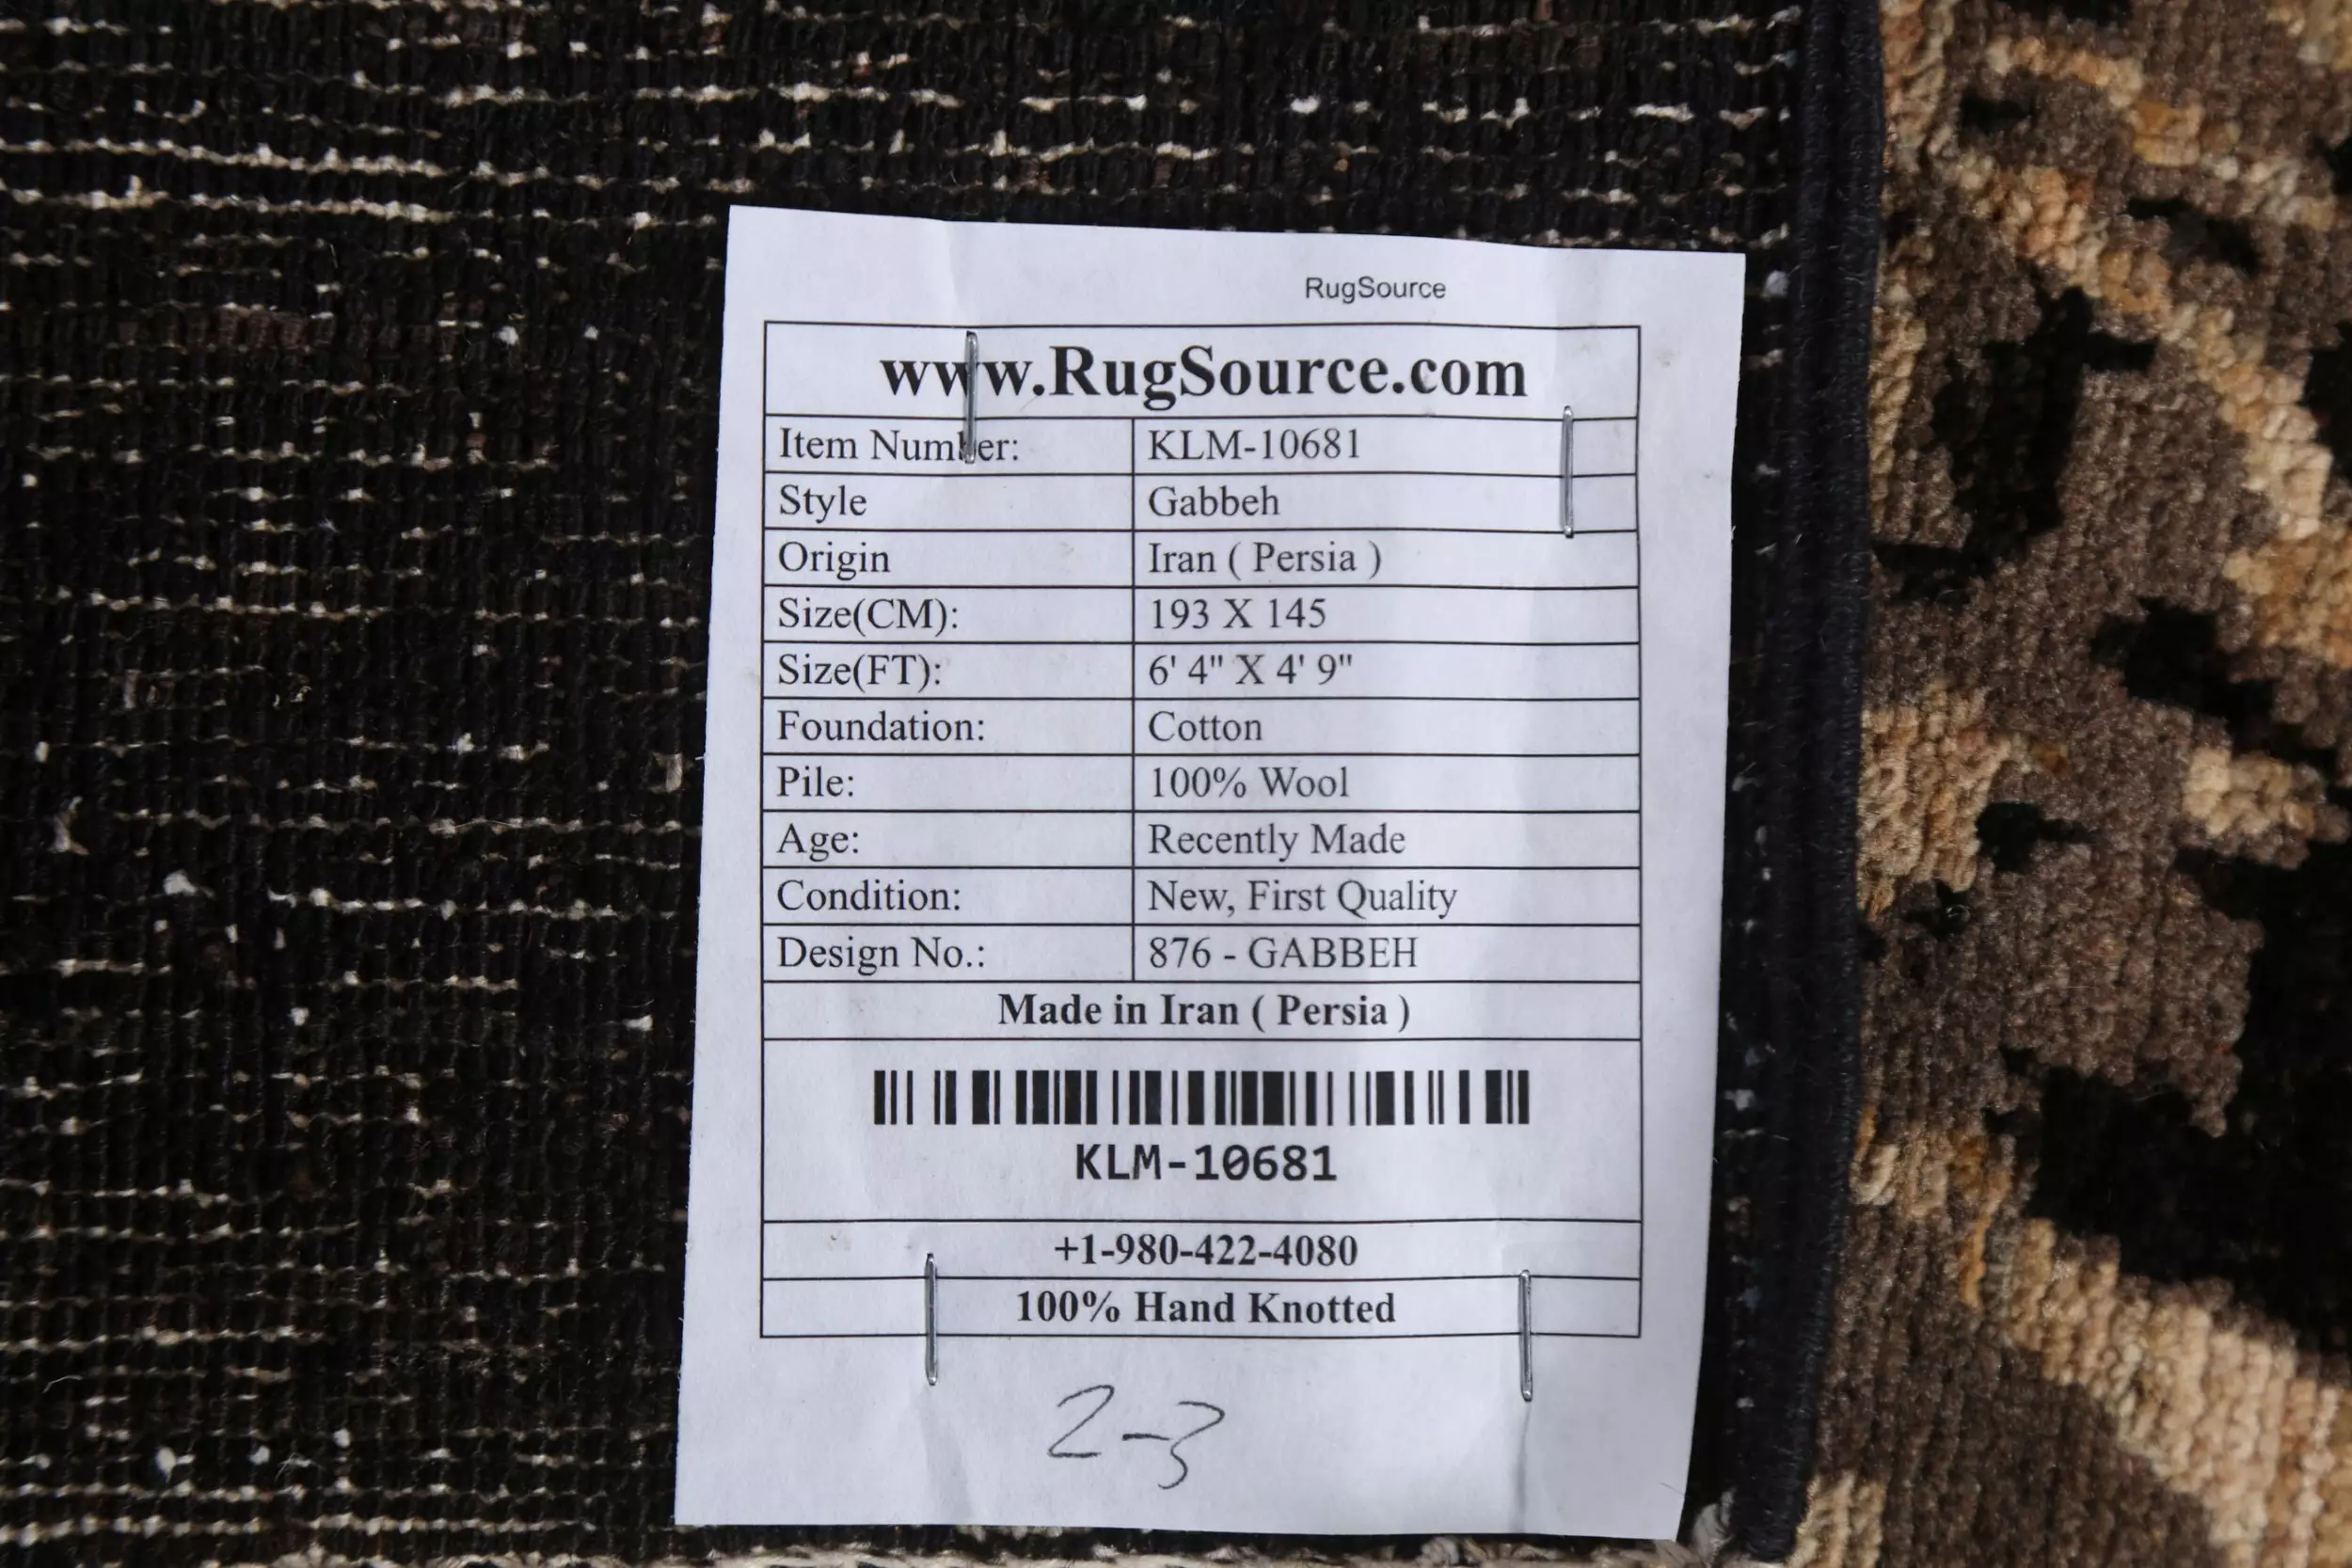 RugSource
www.RugSource.com
Item Number: KLM-10681
Style Gabbeh
Origin Iran ( Persia )
Size(CM): 193 X 145
Size(FT): 6' 4" X 4' 9"
Foundation: Cotton
Pile: 100% Wool
Age: Recently Made
Condition: New, First Quality
Design No.: 876 - GABBEH
Made in Iran ( Persia )
KLM-10681
+1-980-422-4080
100% Hand Knotted
2-3